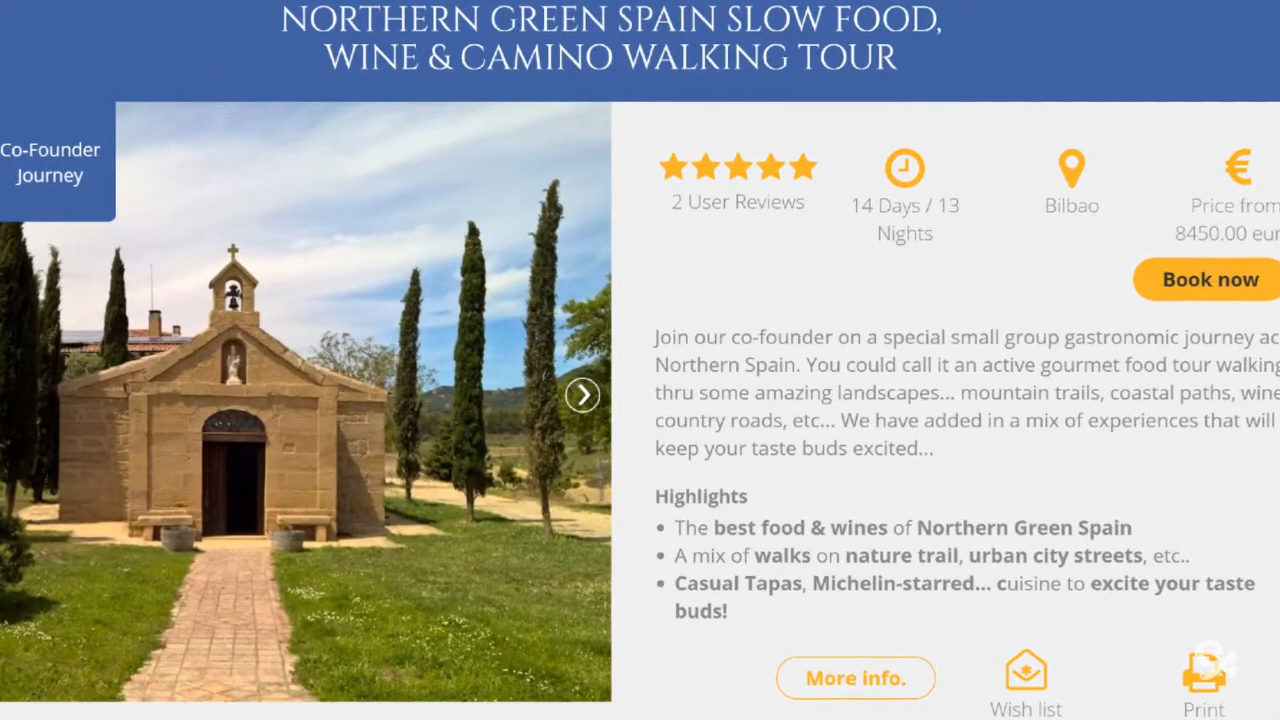 NORTHERN GREEN SPAIN SLOW FOOD,
WINE & CAMINO WALKING TOUR
Co-Founder
Journey
2 User Reviews
14 Days / 13
Nights
Bilbao
€
Price from
8450.00 eur
Book now
Join our co-founder on a special small group gastronomic journey ac
Northern Spain. You could call it an active gourmet food tour walking
thru some amazing landscapes... mountain trails, coastal paths, wine
country roads, etc... We have added in a mix of experiences that will
keep your taste buds excited...
Highlights
• The best food & wines of Northern Green Spain
• A mix of walks on nature trail, urban city streets, etc..
• Casual Tapas, Michelin-starred... cuisine to excite your taste
buds!
More info.
Wish list
Print